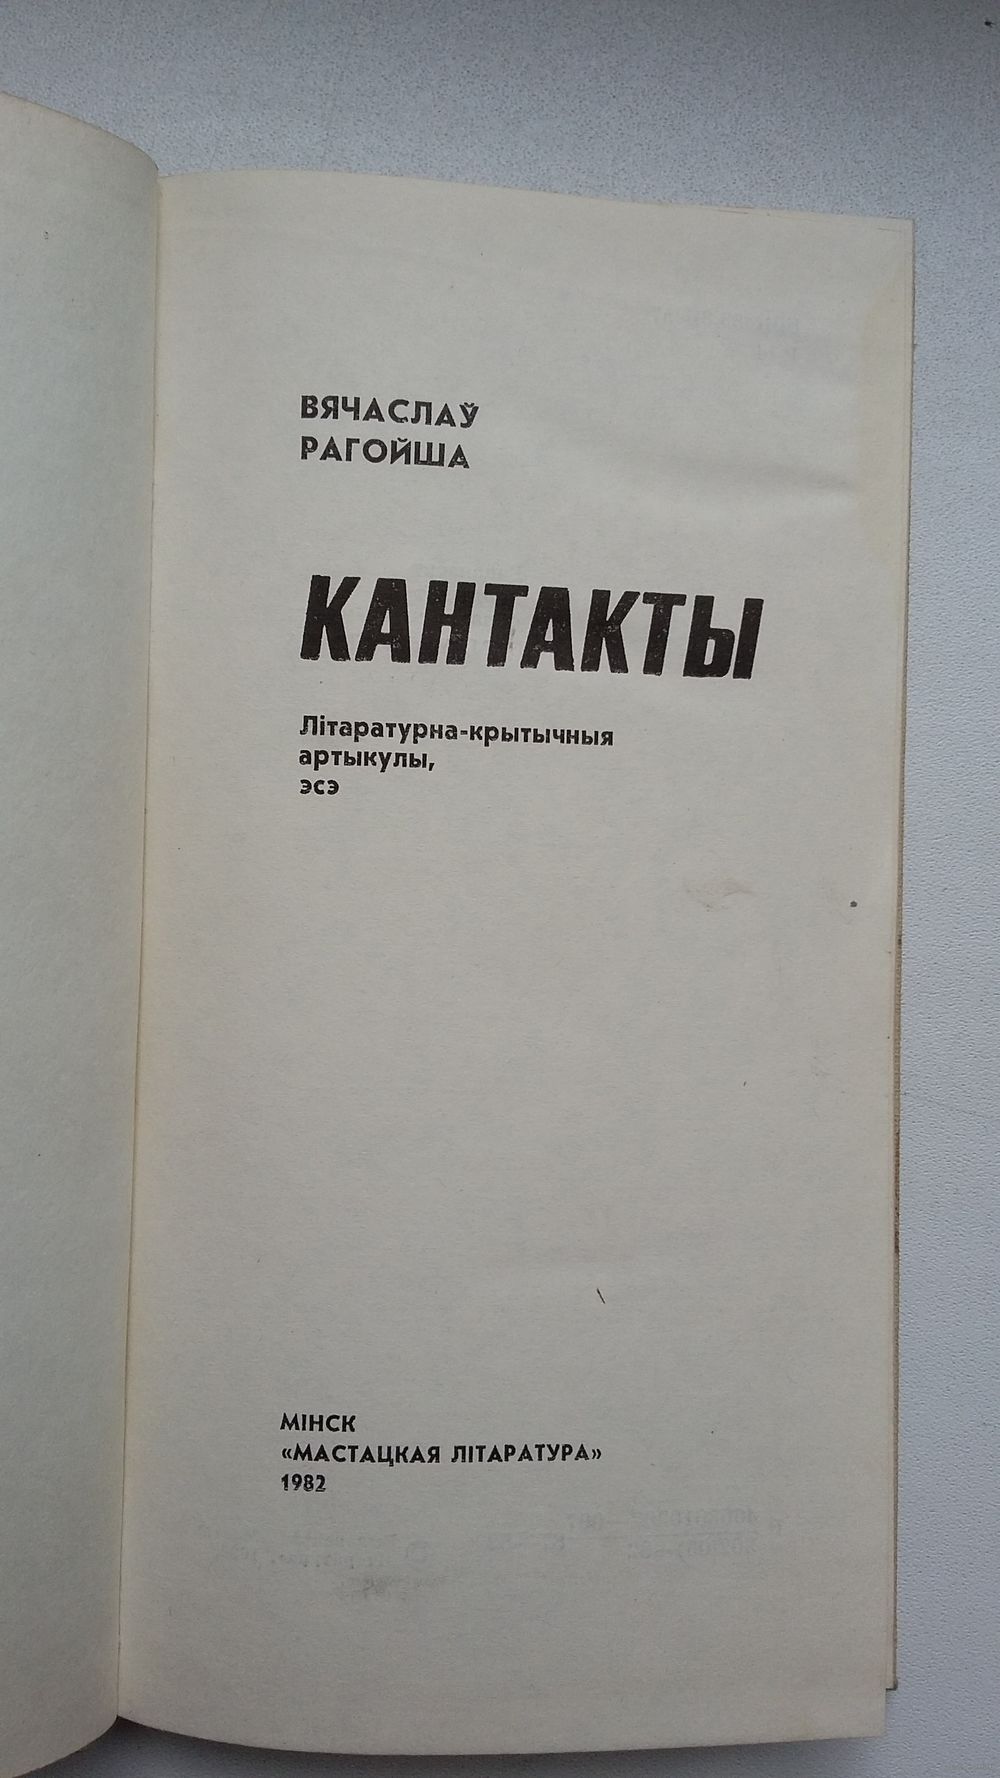 ВЯЧАСЛАЎ
РАГОЙША
КАНТАКТЫ
Літаратурна-крытычныя
артыкулы,
эсэ
МІНСК
«МАСТАЦКАЯ ЛІТАРАТУРА»
1982